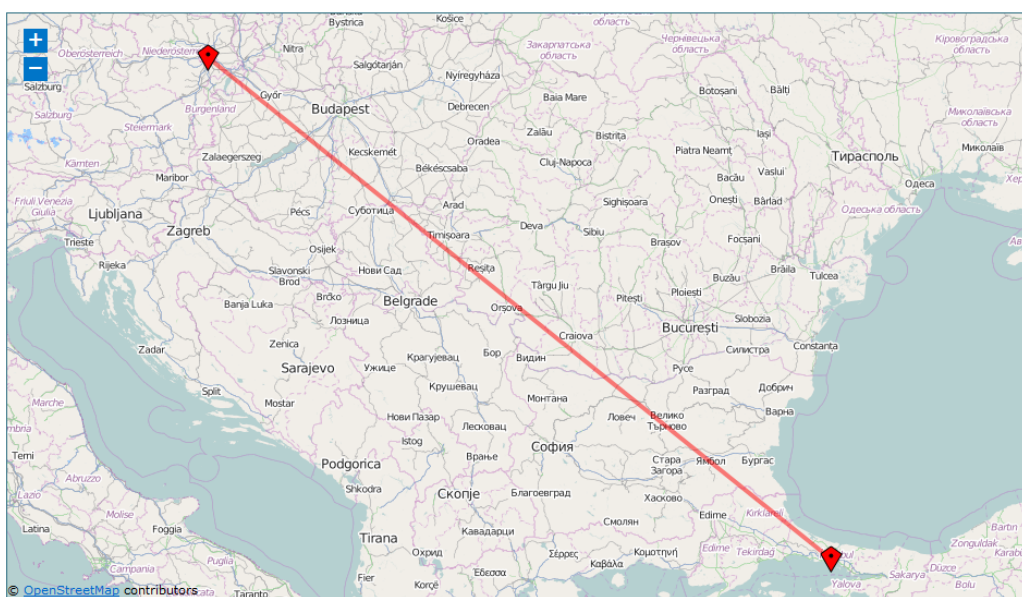 Banská
Bystrica
Košice
Кіровоградська
область
Чернівецька
область
Закарпатська
область
Nitra
Niederöster
Oberösterreich
Salgótarján
Nyíregyháza
Salzburg
Győr
Budapest
Debrecen
Baia Mare
Botoșani
Bălți
Миколаївська
область
Burgenland
Salzburg
Steiermark
Oradea
Zalău
Bistrița
Iași
Миколаїв
Zalaegerszeg
Kecskemét
Békéscsaba
Cluj-Napoca
Piatra Neamț
Тирасполь
Kärnten
Maribor
Bacău
Vaslui
Одеса
Friuli Venezia
Giulia
Ljubljana
Pécs
Суботица
Arad
Sighișoara
Onești
Bârlad
Одеська область
Trieste
Zagreb
Timișoara
Deva
Sibiu
Brașov
Focșani
Rijeka
Osijek
Slavonski
Brod
Нови Сад
Reșița
Târgu Jiu
Buzău
Brăila
Tulcea
Banja Luka
Brčko
Belgrade
Orșova
Pitești
Ploiești
Лозница
Slobozia
București
Craiova
Constanța
Zadar
Zenica
Sarajevo
Крагујевац
Бор
Видин
Силистра
Ужице
Русе
Split
Крушевац
Монтана
Разград
Добрич
Mostar
Нови Пазар
Ловеч
Велико
Търново
Варна
Marche
Лесковац
Istog
София
Terni
Podgorica
Врање
Стара
Загора
Ямбол
Бургас
Abruzzo
Shkodra
Скопје
Благоевград
Хасково
Lazio
Molise
Latina
Foggia
Смолян
Edirne
Kırklareli
Bartın
Tirana
Кавадарци
Охрид
Σέρρες
Κομοτηνή
Edirne
Tekirdağ
bul
Zonguldak
Campania
Puglia
Fier
Έδεσσα
Καβάλα
Yalova
Sakarya
Düzce
Bolu
Korçë
Taranto
© OpenStreetMap contributors